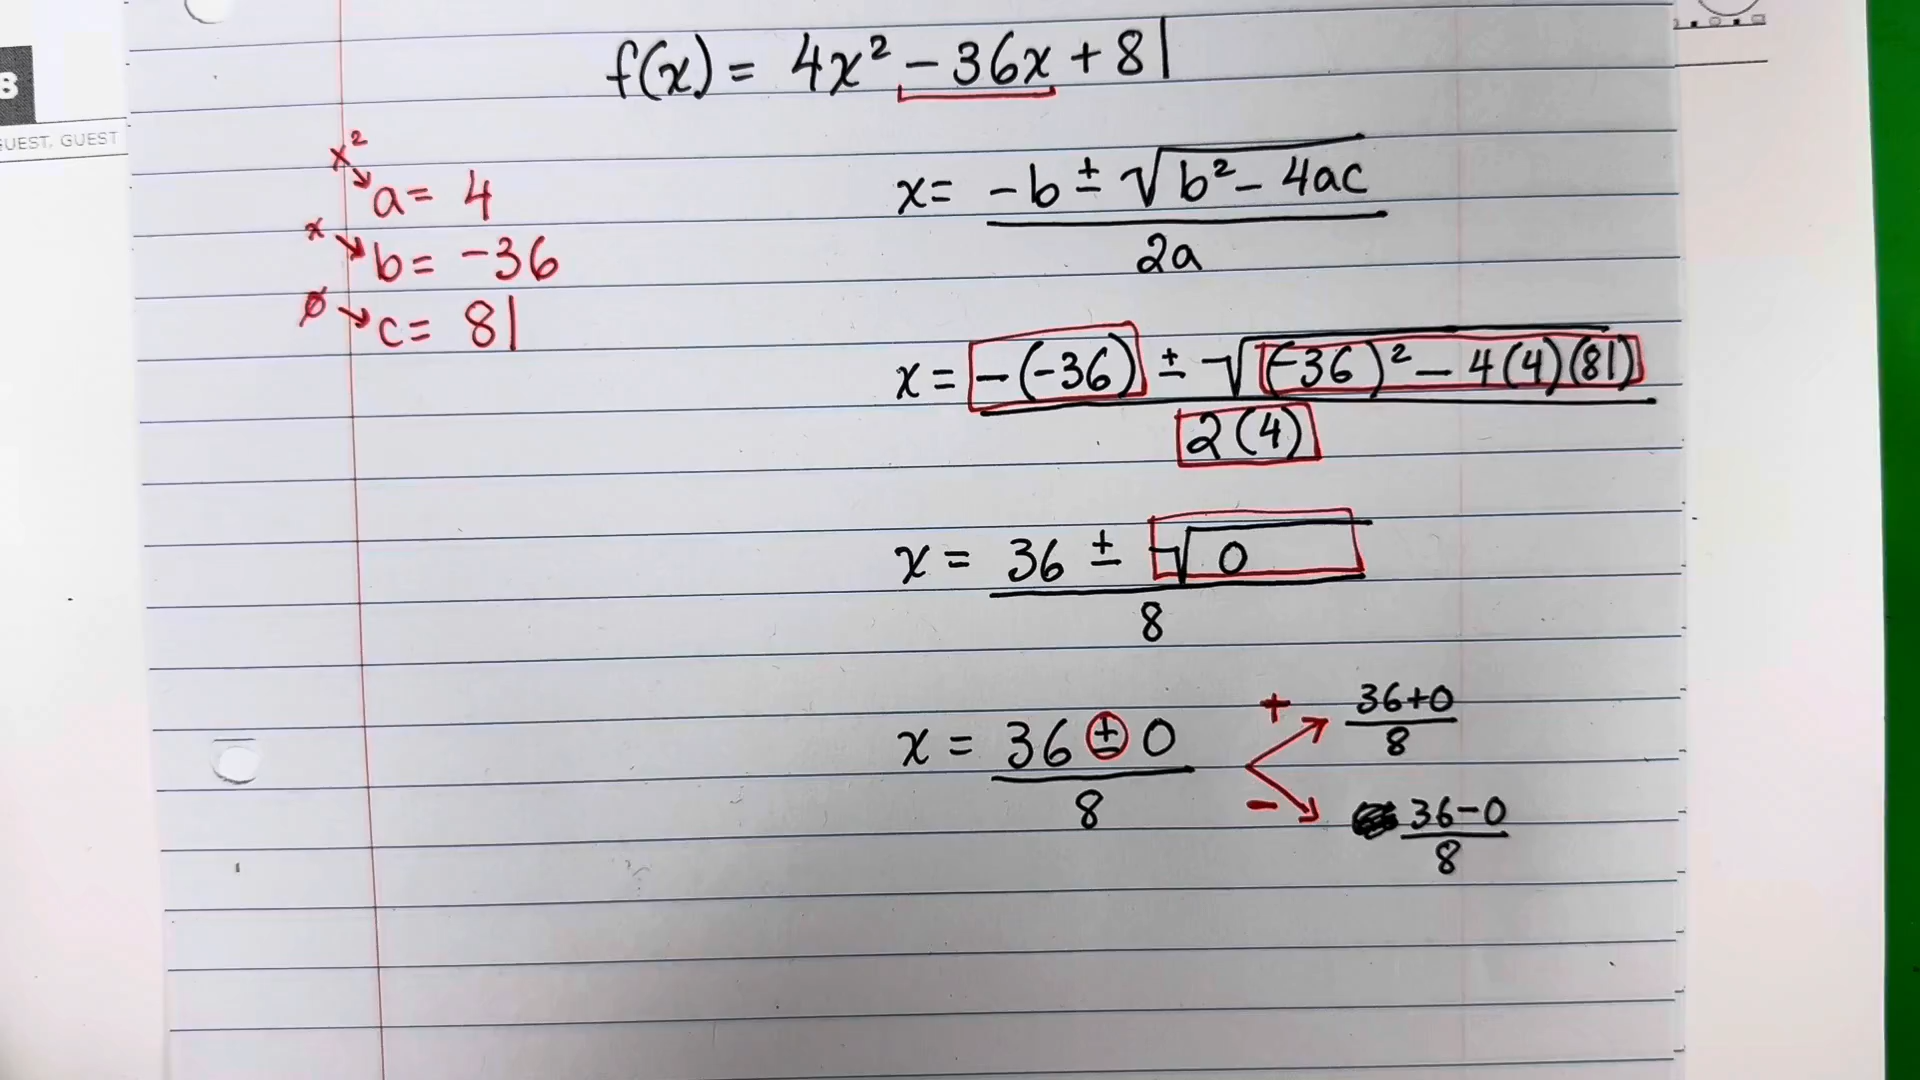 f(x) = 4x² - 36x + 81
8
GUEST, GUEST
x²
a = 4
x
b = -36
ø
c = 81
x = -b ± √b² - 4ac
2a
x = -(-36) ± √(-36)² - 4(4)(81)
2(4)
x = 36 ± √0
8
x = 36 ± 0
8
+
36+0
8
-
36-0
8